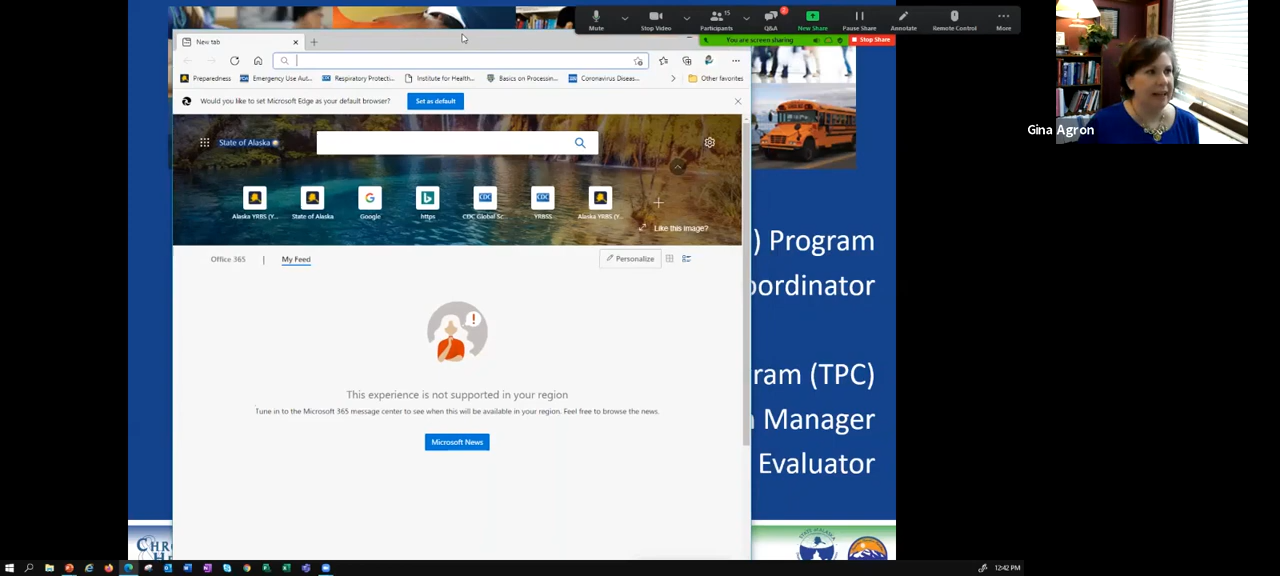 Mute
Stop Video
15
Participants
2
Q&A
New Share
Pause Share
Annotate
Remote Control
More
You are screen sharing
Stop Share
New tab
Preparedness
Emergency Use Aut...
Respiratory Protecti...
Institute for Health...
Basics on Processin...
Coronavirus Diseas...
Other favorites
Would you like to set Microsoft Edge as your default browser?
Set as default
State of Alaska
Alaska YRBS (Y...
State of Alaska
Google
https
CDC Global Sc...
YRBSS
Alaska YRBS (Y...
Like this image?
Office 365 | My Feed
Personalize
This experience is not supported in your region
Tune in to the Microsoft 365 message center to see when this will be available in your region. Feel free to browse the news.
Microsoft News
) Program
oordinator
ram (TPC)
Manager
Evaluator
Gina Agron
12:42 PM